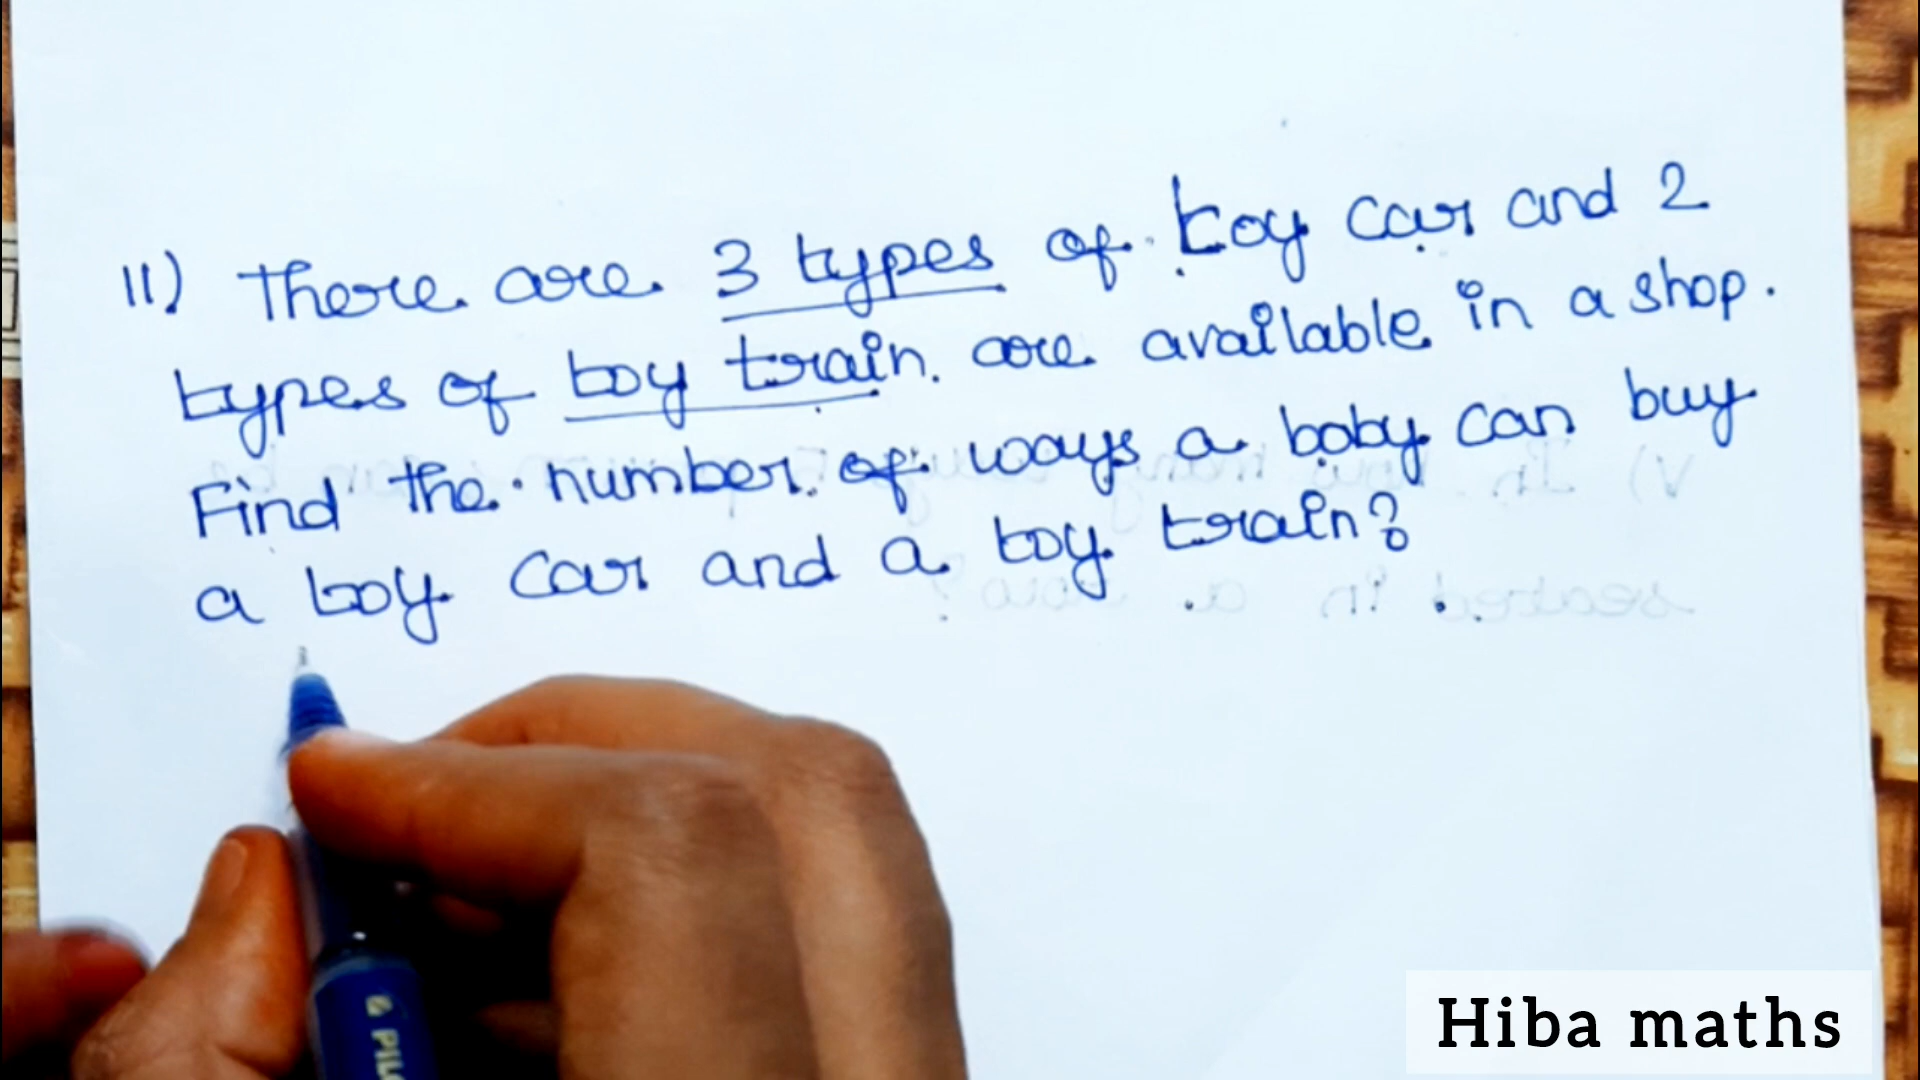 11) There are 3 types of toy car and 2
types of toy train. are available in a shop.
Find the number of ways a baby can buy
a toy car and a toy train?
Hiba maths